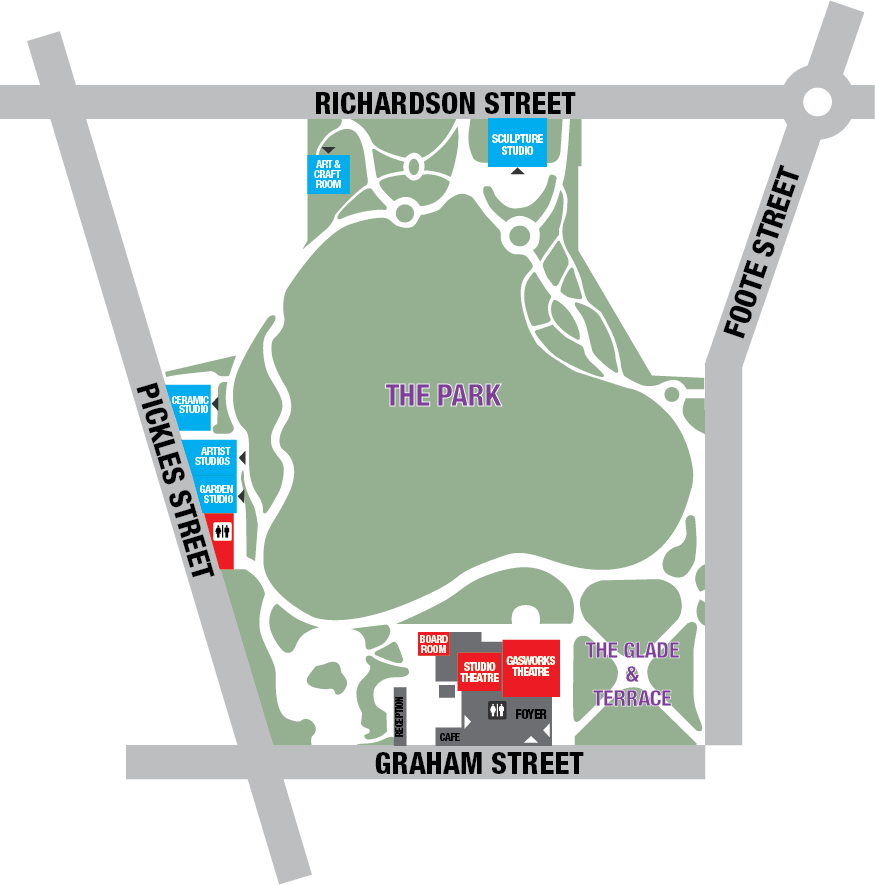 RICHARDSON STREET
SCULPTURE
STUDIO
ART &
CRAFT
ROOM
FOOTE STREET
THE PARK
PICKLES STREET
CERAMIC
STUDIO
ARTIST
STUDIOS
GARDEN
STUDIO
BOARD
ROOM
STUDIO
THEATRE
GASWORKS
THEATRE
THE GLADE
&
TERRACE
RECEPTION
FOYER
CAFE
GRAHAM STREET